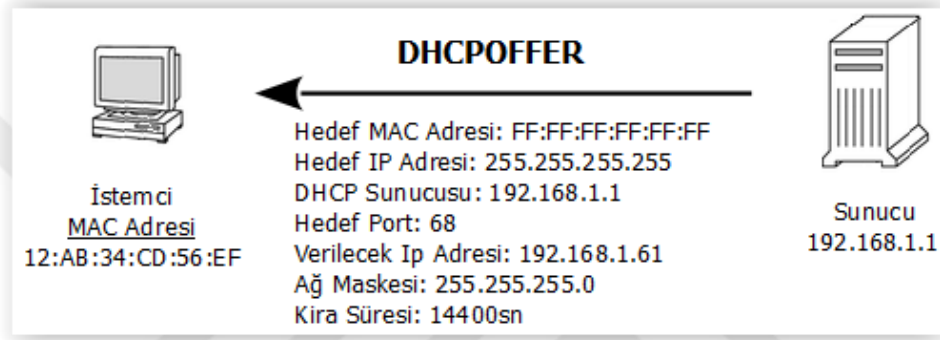 DHCPOFFER
Hedef MAC Adresi: FF:FF:FF:FF:FF:FF
Hedef IP Adresi: 255.255.255.255
DHCP Sunucusu: 192.168.1.1
Hedef Port: 68
Verilecek Ip Adresi: 192.168.1.61
Ağ Maskesi: 255.255.255.0
Kira Süresi: 14400sn
İstemci
MAC Adresi
12:AB:34:CD:56:EF
Sunucu
192.168.1.1